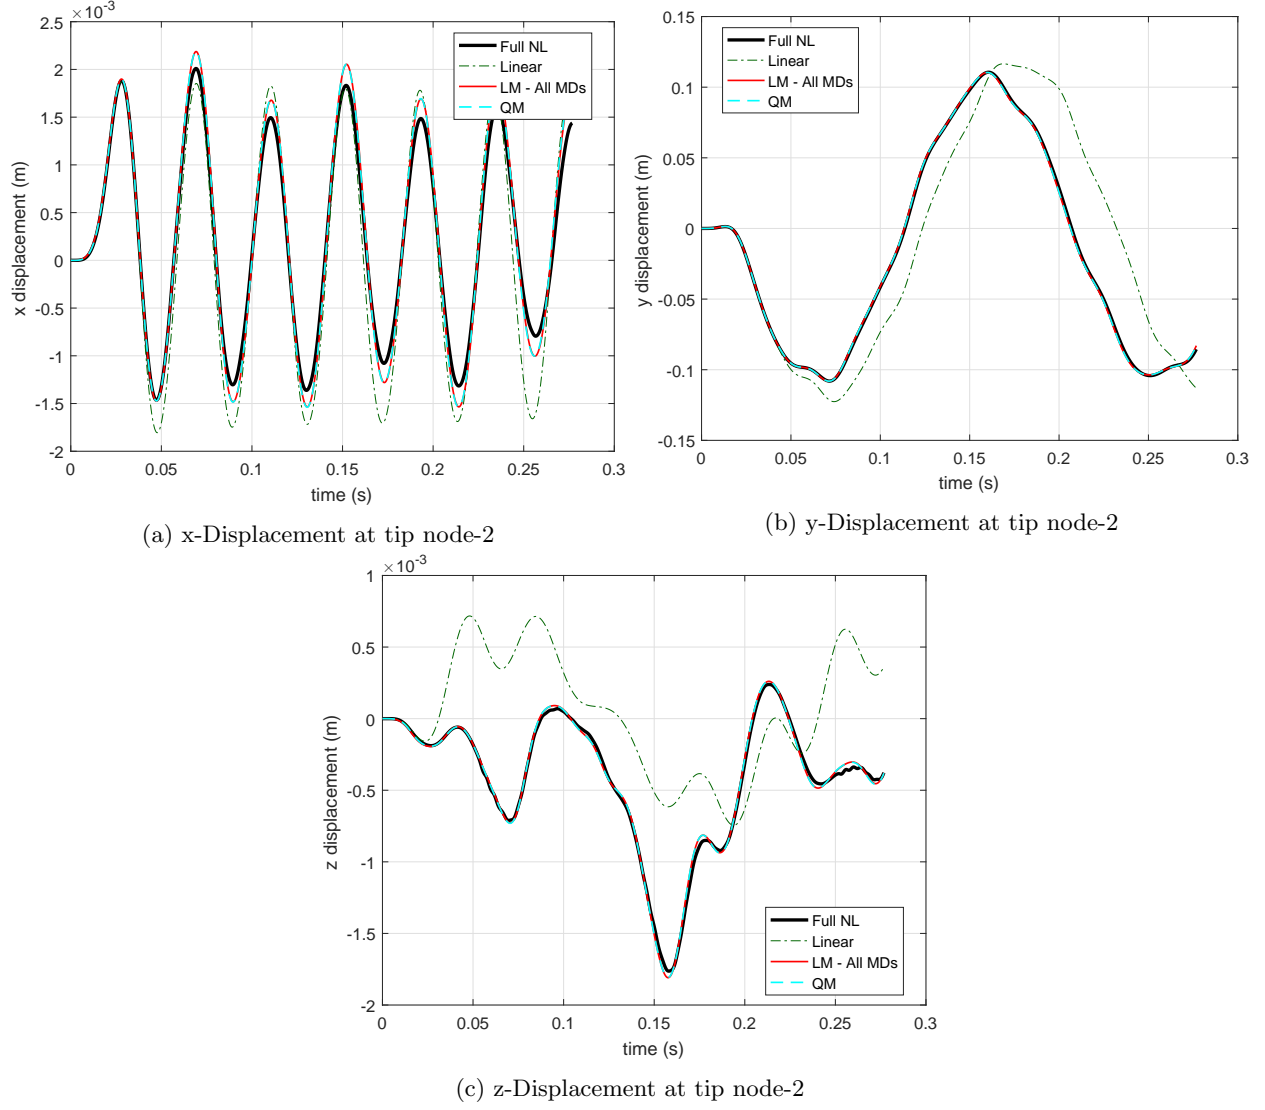 ×10⁻³
2.5
2
1.5
1
0.5
0
-0.5
-1
-1.5
-2
x displacement (m)
0 0.05 0.1 0.15 0.2 0.25 0.3
time (s)
Full NL
Linear
LM - All MDs
QM
(a) x-Displacement at tip node-2
0.15
0.1
0.05
0
-0.05
-0.1
-0.15
y displacement (m)
0 0.05 0.1 0.15 0.2 0.25 0.3
time (s)
Full NL
Linear
LM - All MDs
QM
(b) y-Displacement at tip node-2
×10⁻³
1
0.5
0
-0.5
-1
-1.5
-2
z displacement (m)
0 0.05 0.1 0.15 0.2 0.25 0.3
time (s)
Full NL
Linear
LM - All MDs
QM
(c) z-Displacement at tip node-2